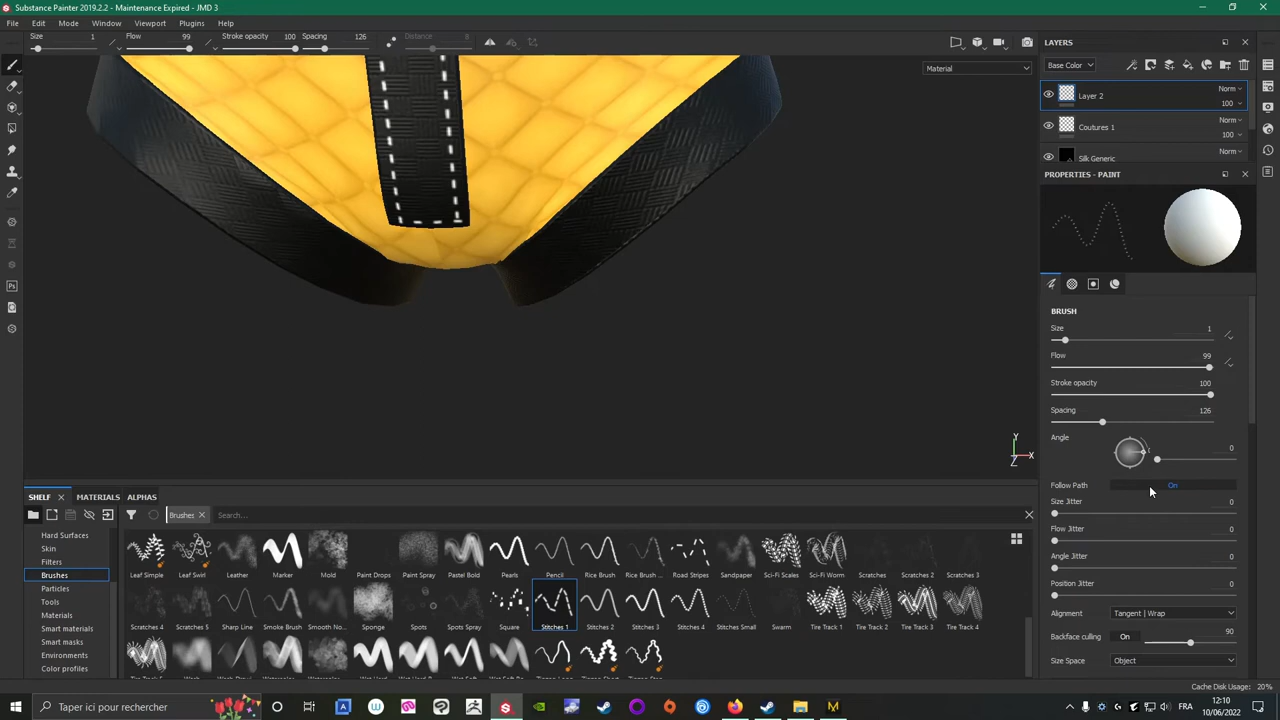 Substance Painter 2019.2.2 - Maintenance Expired - JMD 3
File Edit Mode Window Viewport Plugins Help
Size 1 Flow 99 Stroke opacity 100 Spacing 126 Distance 8
Material
LAYERS
Base Color
Layer 2 Norm 100
Coutures 1 Norm 100
Silk Generic Norm
PROPERTIES - PAINT
BRUSH
Size 1
Flow 99
Stroke opacity 100
Spacing 126
Angle 0
Follow Path On
Size Jitter 0
Flow Jitter 0
Angle Jitter 0
Position Jitter 0
Alignment Tangent | Wrap
Backface culling On 90
Size Space Object
Y
X
Z
SHELF MATERIALS ALPHAS
Brushes Search...
Hard Surfaces
Skin
Filters
Brushes
Particles
Tools
Materials
Smart materials
Smart masks
Environments
Color profiles
Leaf Simple Leaf Swirl Leather Marker Mold Paint Drops Paint Spray Pastel Bold Pearls Pencil Rice Brush Rice Brush ... Road Stripes Sandpaper Sci-Fi Scales Sci-Fi Worm Scratches Scratches 2 Scratches 3
Scratches 4 Scratches 5 Sharp Line Smoke Brush Smooth No... Sponge Spots Spots Spray Square Stitches 1 Stitches 2 Stitches 3 Stitches 4 Stitches Small Swarm Tire Track 1 Tire Track 2 Tire Track 3 Tire Track 4
Cache Disk Usage: 20%
Taper ici pour rechercher
FRA
12:10
10/06/2022